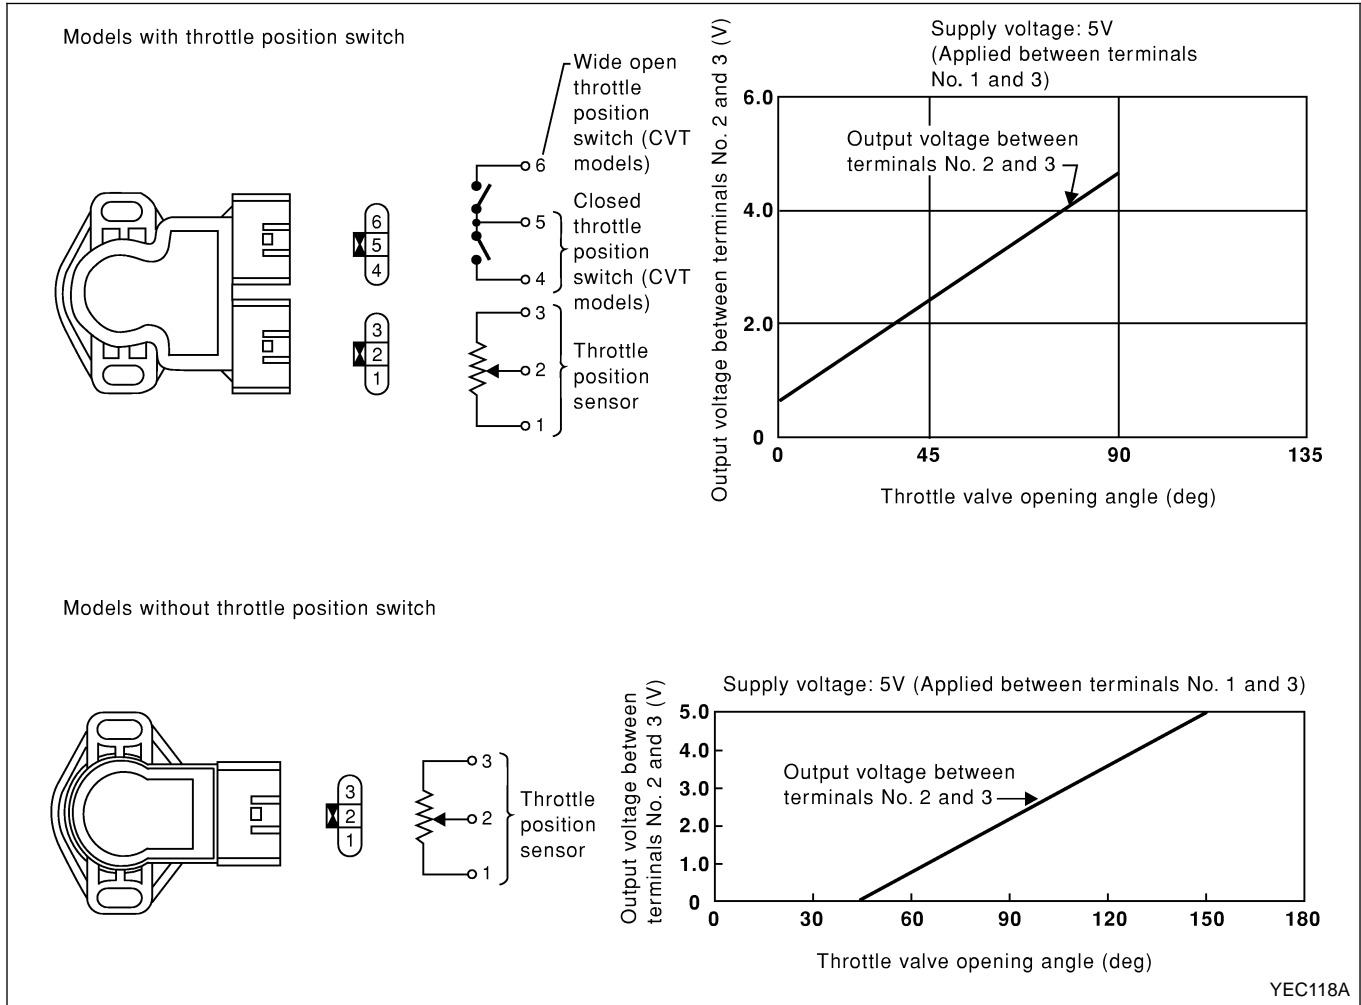 Models with throttle position switch
Wide open
throttle
position
switch (CVT
models)
6
Closed
throttle
position
switch (CVT
models)
5
4
3
Throttle
position
sensor
2
1
6
5
4
3
2
1
Supply voltage: 5V
(Applied between terminals
No. 1 and 3)
Output voltage between terminals No. 2 and 3 (V)
6.0
4.0
2.0
0
Output voltage between
terminals No. 2 and 3
0 45 90 135
Throttle valve opening angle (deg)
Models without throttle position switch
3
2
1
3
2
1
Throttle
position
sensor
Supply voltage: 5V (Applied between terminals No. 1 and 3)
Output voltage between
terminals No. 2 and 3 (V)
5.0
4.0
3.0
2.0
1.0
0
Output voltage between
terminals No. 2 and 3
0 30 60 90 120 150 180
Throttle valve opening angle (deg)
YEC118A